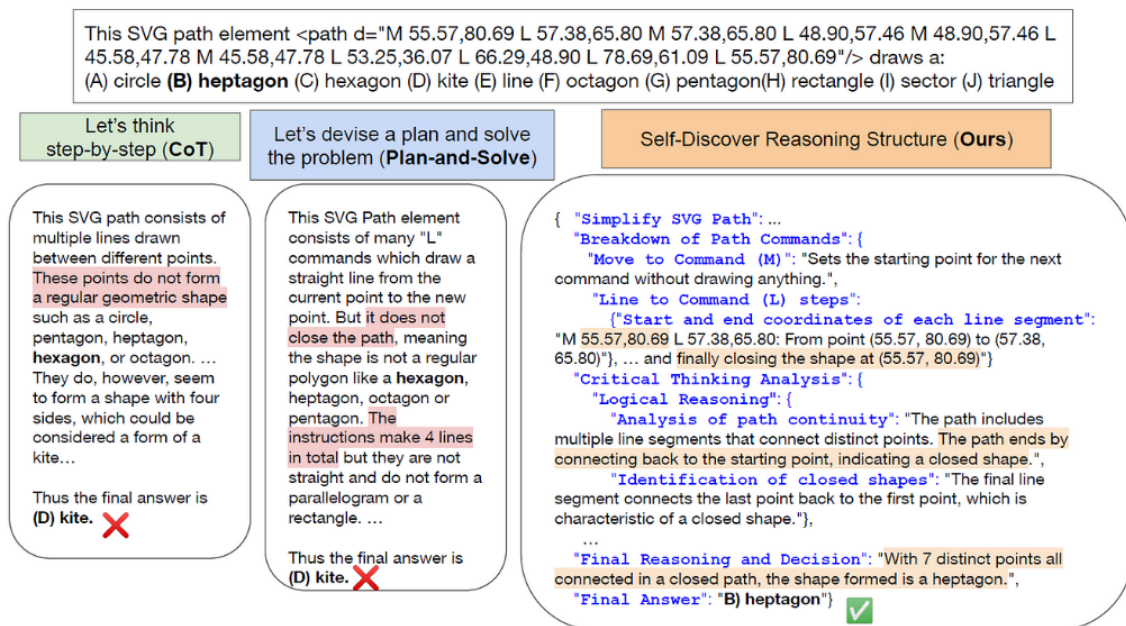 This SVG path element <path d="M 55.57,80.69 L 57.38,65.80 M 57.38,65.80 L 48.90,57.46 M 48.90,57.46 L
45.58,47.78 M 45.58,47.78 L 53.25,36.07 L 66.29,48.90 L 78.69,61.09 L 55.57,80.69"/> draws a:
(A) circle (B) heptagon (C) hexagon (D) kite (E) line (F) octagon (G) pentagon(H) rectangle (I) sector (J) triangle
Let's think
step-by-step (CoT)
Let's devise a plan and solve
the problem (Plan-and-Solve)
Self-Discover Reasoning Structure (Ours)
This SVG path consists of
multiple lines drawn
between different points.
These points do not form
a regular geometric shape
such as a circle,
pentagon, heptagon,
hexagon, or octagon. ...
They do, however, seem
to form a shape with four
sides, which could be
considered a form of a
kite...
Thus the final answer is
(D) kite.
This SVG Path element
consists of many "L"
commands which draw a
straight line from the
current point to the new
point. But it does not
close the path, meaning
the shape is not a regular
polygon like a hexagon,
heptagon, octagon or
pentagon. The
instructions make 4 lines
in total but they are not
straight and do not form a
parallelogram or a
rectangle. ...
Thus the final answer is
(D) kite.
{ "Simplify SVG Path": ...
"Breakdown of Path Commands": {
"Move to Command (M)": "Sets the starting point for the next
command without drawing anything.",
"Line to Command (L) steps":
{"Start and end coordinates of each line segment":
"M 55.57,80.69 L 57.38,65.80: From point (55.57, 80.69) to (57.38,
65.80)"}, ... and finally closing the shape at (55.57, 80.69)"}
"Critical Thinking Analysis": {
"Logical Reasoning": {
"Analysis of path continuity": "The path includes
multiple line segments that connect distinct points. The path ends by
connecting back to the starting point, indicating a closed shape.",
"Identification of closed shapes": "The final line
segment connects the last point back to the first point, which is
characteristic of a closed shape."},
...
"Final Reasoning and Decision": "With 7 distinct points all
connected in a closed path, the shape formed is a heptagon.",
"Final Answer": "B) heptagon"}